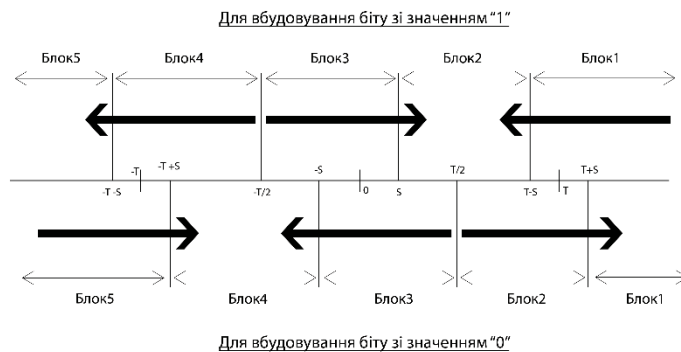 Для вбудовування біту зі значенням “1”
Блок5 Блок4 Блок3 Блок2 Блок1
-T -T+S -S T/2 T+S
-T -S -T/2 0 S T-S T
Блок5 Блок4 Блок3 Блок2 Блок1
Для вбудовування біту зі значенням “0”